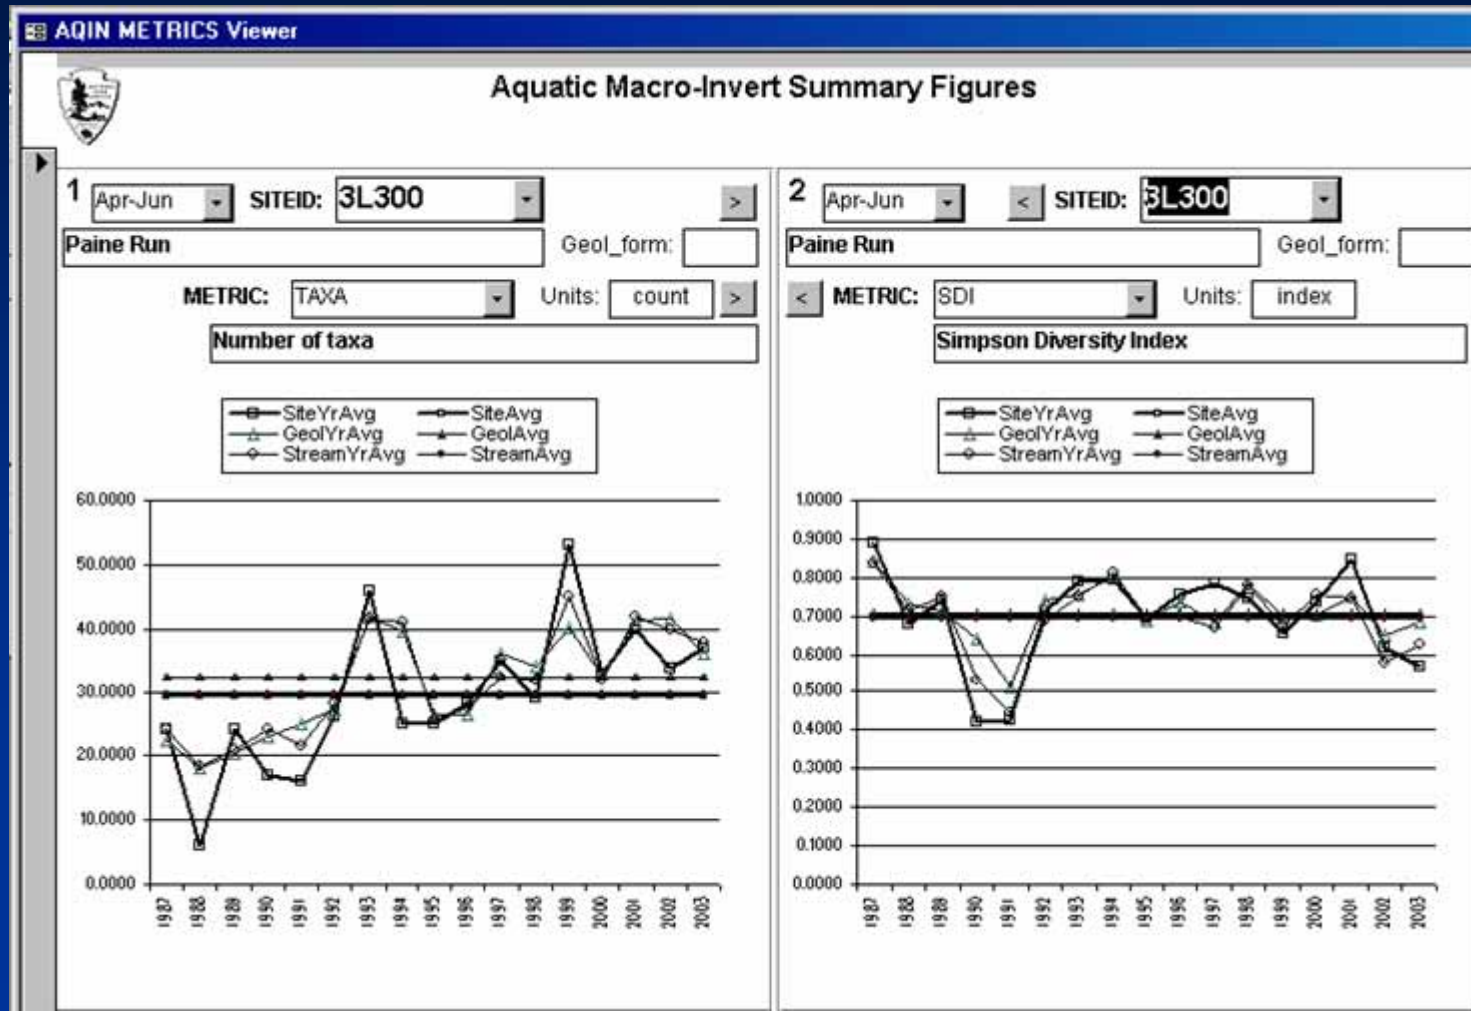 AQIN METRICS Viewer
Aquatic Macro-Invert Summary Figures
1 Apr-Jun SITEID: 3L300 >
Paine Run Geol_form:
METRIC: TAXA Units: count >
Number of taxa
SiteYrAvg SiteAvg
GeolYrAvg GeolAvg
StreamYrAvg StreamAvg
60.0000
50.0000
40.0000
30.0000
20.0000
10.0000
0.0000
1987 1988 1989 1990 1991 1992 1993 1994 1995 1996 1997 1998 1999 2000 2001 2002 2003
2 Apr-Jun < SITEID: 3L300
Paine Run Geol_form:
< METRIC: SDI Units: index
Simpson Diversity Index
SiteYrAvg SiteAvg
GeolYrAvg GeolAvg
StreamYrAvg StreamAvg
1.0000
0.9000
0.8000
0.7000
0.6000
0.5000
0.4000
0.3000
0.2000
0.1000
0.0000
1987 1988 1989 1990 1991 1992 1993 1994 1995 1996 1997 1998 1999 2000 2001 2002 2003